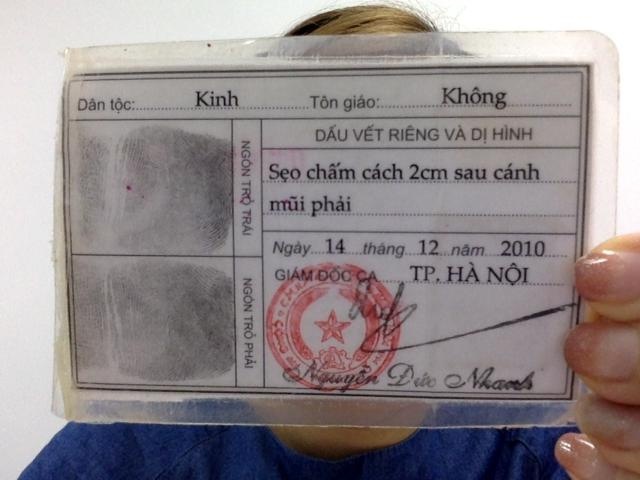 Dân tộc: Kinh Tôn giáo: Không
NGÓN TRỎ TRÁI
NGÓN TRỎ PHẢI
DẤU VẾT RIÊNG VÀ DỊ HÌNH
Sẹo chấm cách 2cm sau cánh
mũi phải
Ngày 14 tháng 12 năm 2010
GIÁM ĐỐC CA TP. HÀ NỘI
Nguyễn Đức Nhanh